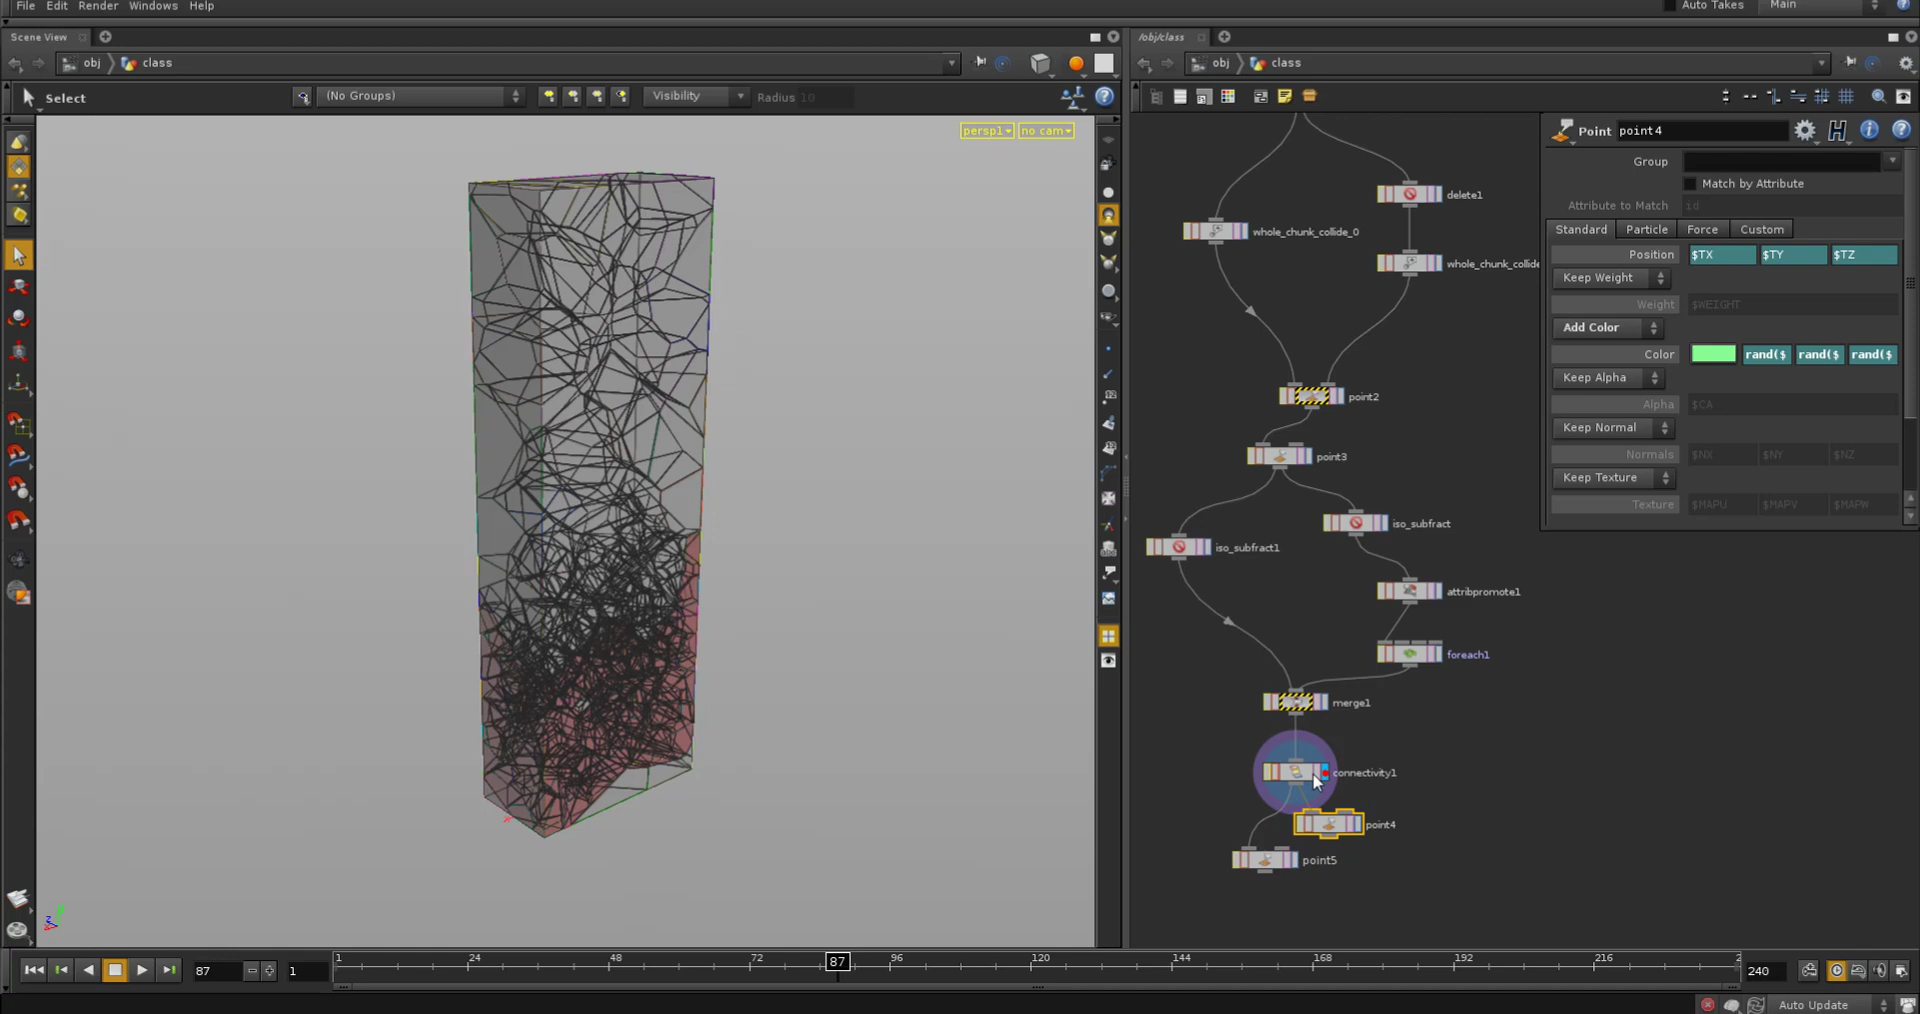 File Edit Render Windows Help
Auto Takes Main
Scene View
/obj/class
obj class
obj class
Select
(No Groups)
Visibility
Radius 10
persp1
no cam
Point point4
Group
Match by Attribute
Attribute to Match id
Standard Particle Force Custom
Position $TX $TY $TZ
Keep Weight
Weight $WEIGHT
Add Color
Color rand($ rand($ rand($
Keep Alpha
Alpha $CA
Keep Normal
Normals $NX $NY $NZ
Keep Texture
Texture $MAPU $MAPV $MAPW
delete1
whole_chunk_collide_0
whole_chunk_collide
point2
point3
iso_subfract
iso_subfract1
attribpromote1
foreach1
merge1
connectivity1
point4
point5
87
1
1 24 48 72 87 96 120 144 168 192 216 2
240
Auto Update